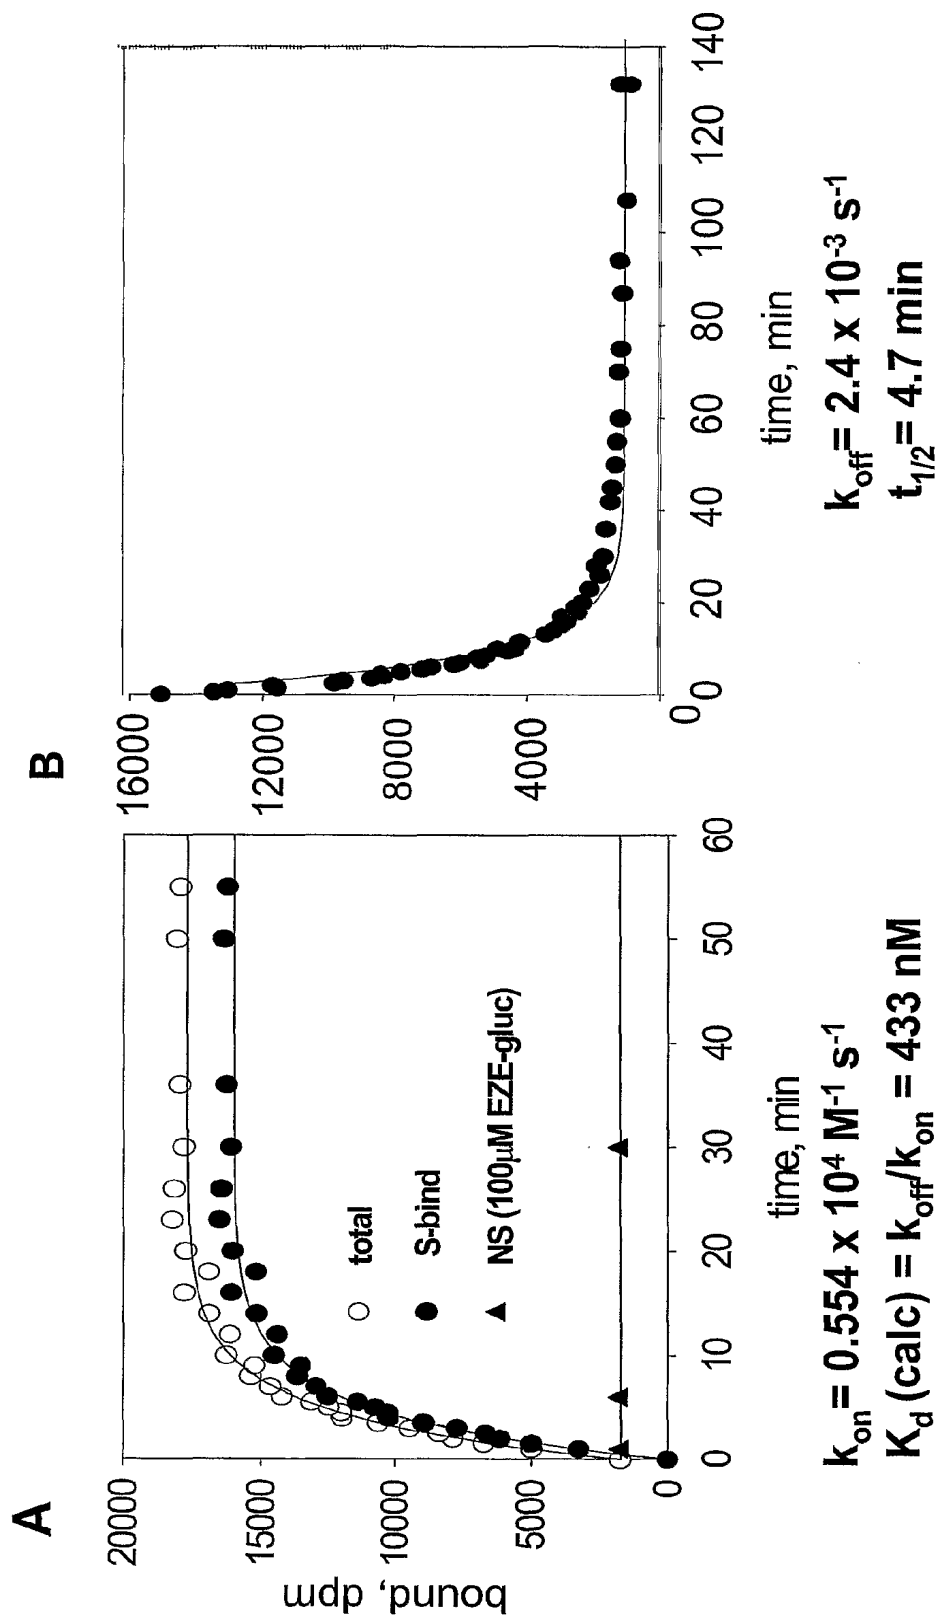 A
20000
15000
10000
5000
0
bound, dpm
0 10 20 30 40 50 60
time, min
total
S-bind
NS (100μM EZE-gluc)
k_on = 0.554 x 10⁴ M⁻¹ s⁻¹
K_d (calc) = k_off/k_on = 433 nM
B
16000
12000
8000
4000
0
0 20 40 60 80 100 120 140
time, min
k_off = 2.4 x 10⁻³ s⁻¹
t_1/2 = 4.7 min